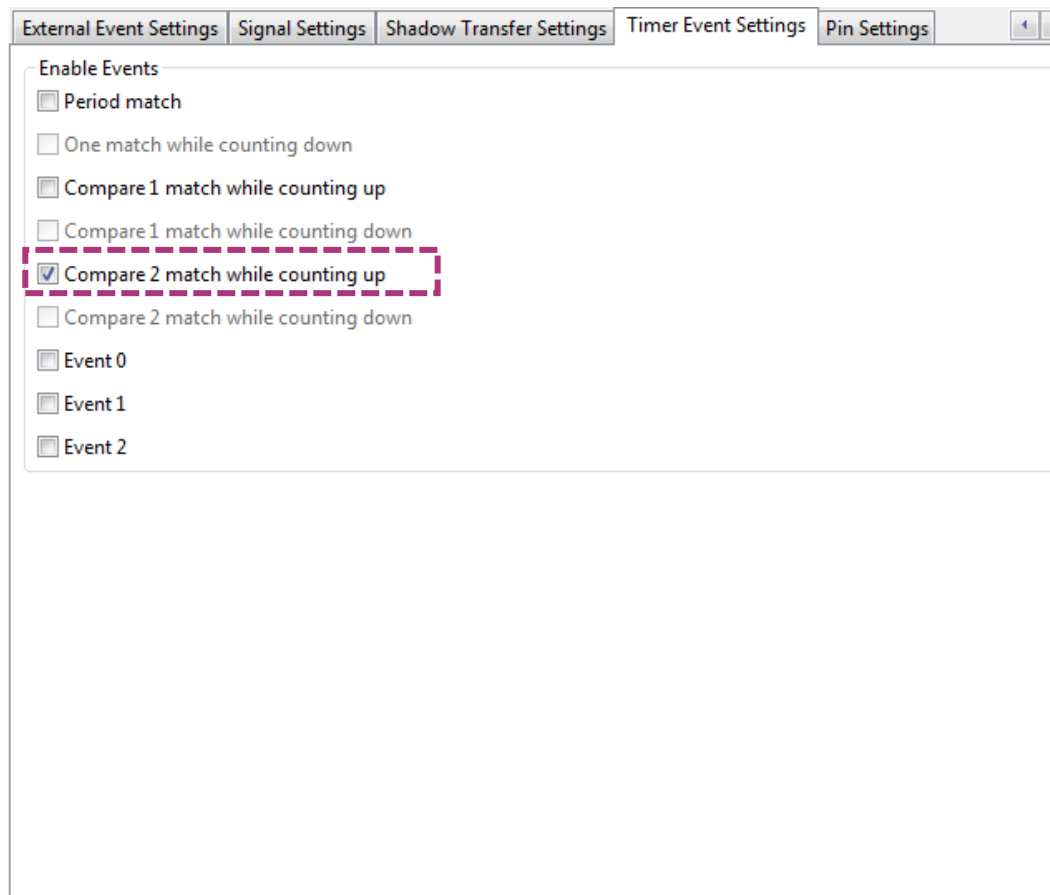 External Event Settings Signal Settings Shadow Transfer Settings Timer Event Settings Pin Settings
Enable Events
Period match
One match while counting down
Compare 1 match while counting up
Compare 1 match while counting down
Compare 2 match while counting up
Compare 2 match while counting down
Event 0
Event 1
Event 2